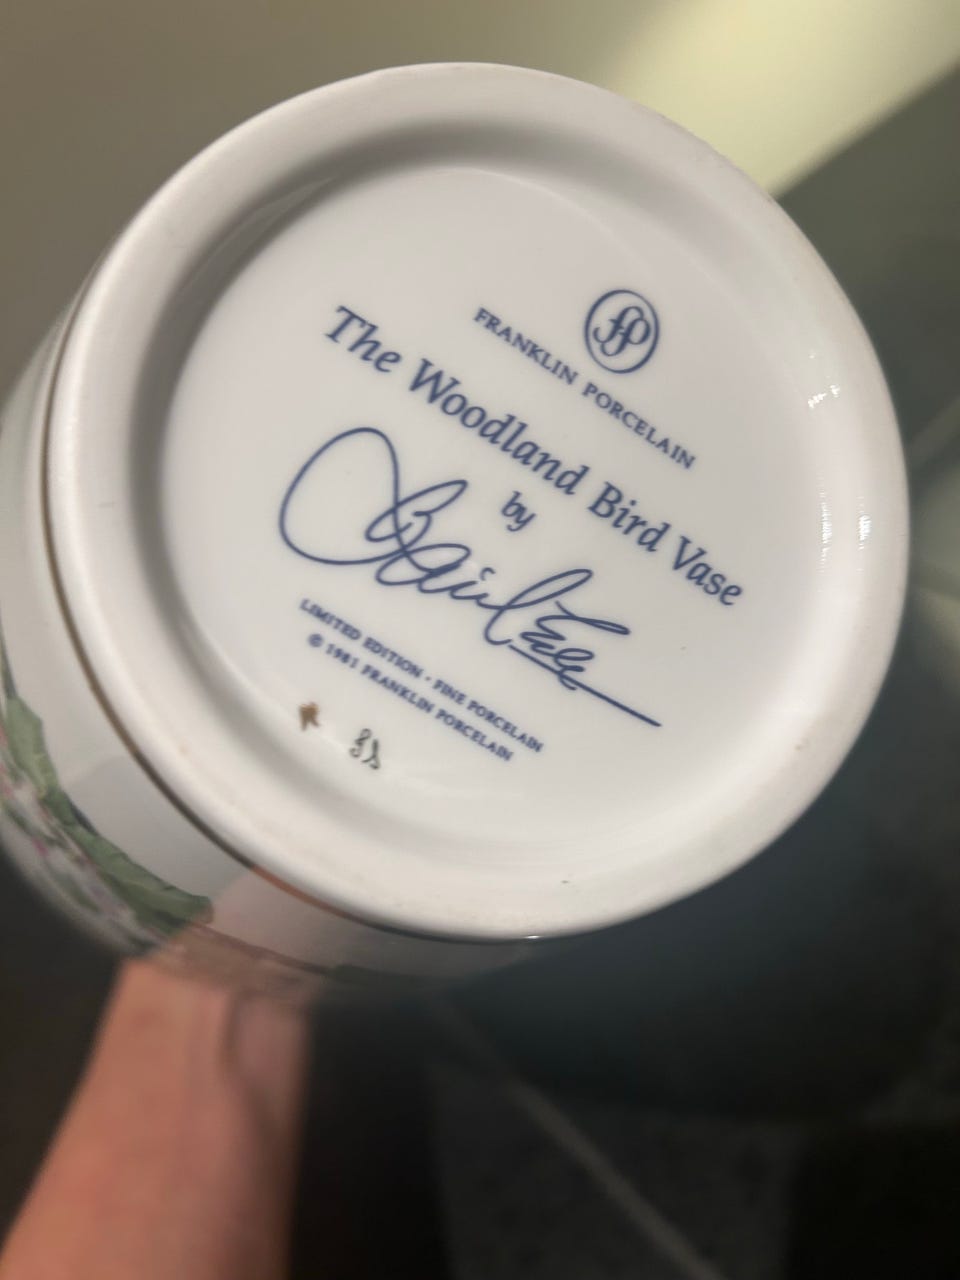 fp
FRANKLIN PORCELAIN
The Woodland Bird Vase
by
LIMITED EDITION · FINE PORCELAIN
© 1981 FRANKLIN PORCELAIN